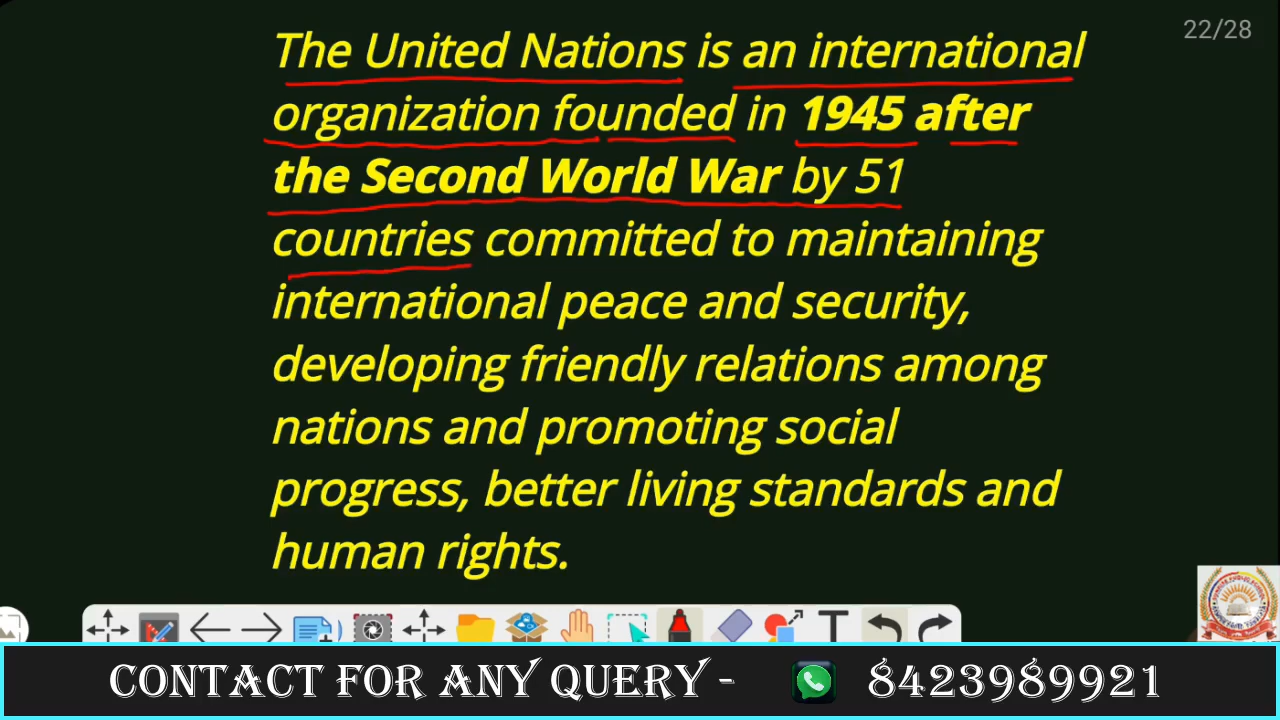 22/28
The United Nations is an international
organization founded in 1945 after
the Second World War by 51
countries committed to maintaining
international peace and security,
developing friendly relations among
nations and promoting social
progress, better living standards and
human rights.
T
CONTACT FOR ANY QUERY - 8423989921